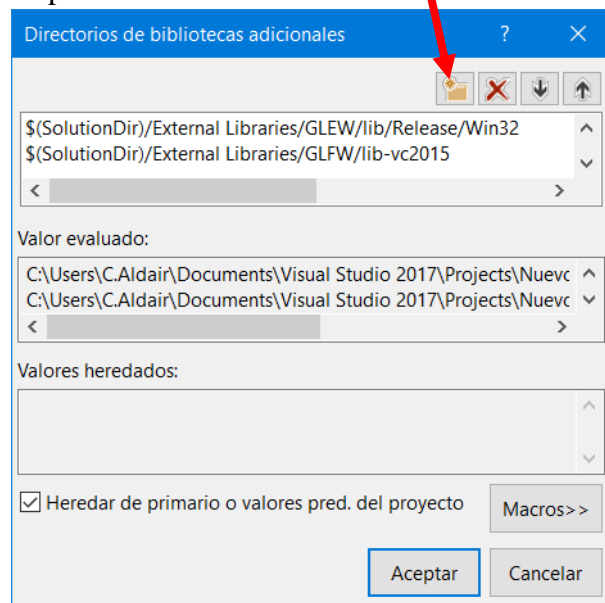 Directorios de bibliotecas adicionales ?
$(SolutionDir)/External Libraries/GLEW/lib/Release/Win32
$(SolutionDir)/External Libraries/GLFW/lib-vc2015
Valor evaluado:
C:\Users\C.Aldair\Documents\Visual Studio 2017\Projects\Nuevo
C:\Users\C.Aldair\Documents\Visual Studio 2017\Projects\Nuevo
Valores heredados:
Heredar de primario o valores pred. del proyecto
Macros>>
Aceptar Cancelar